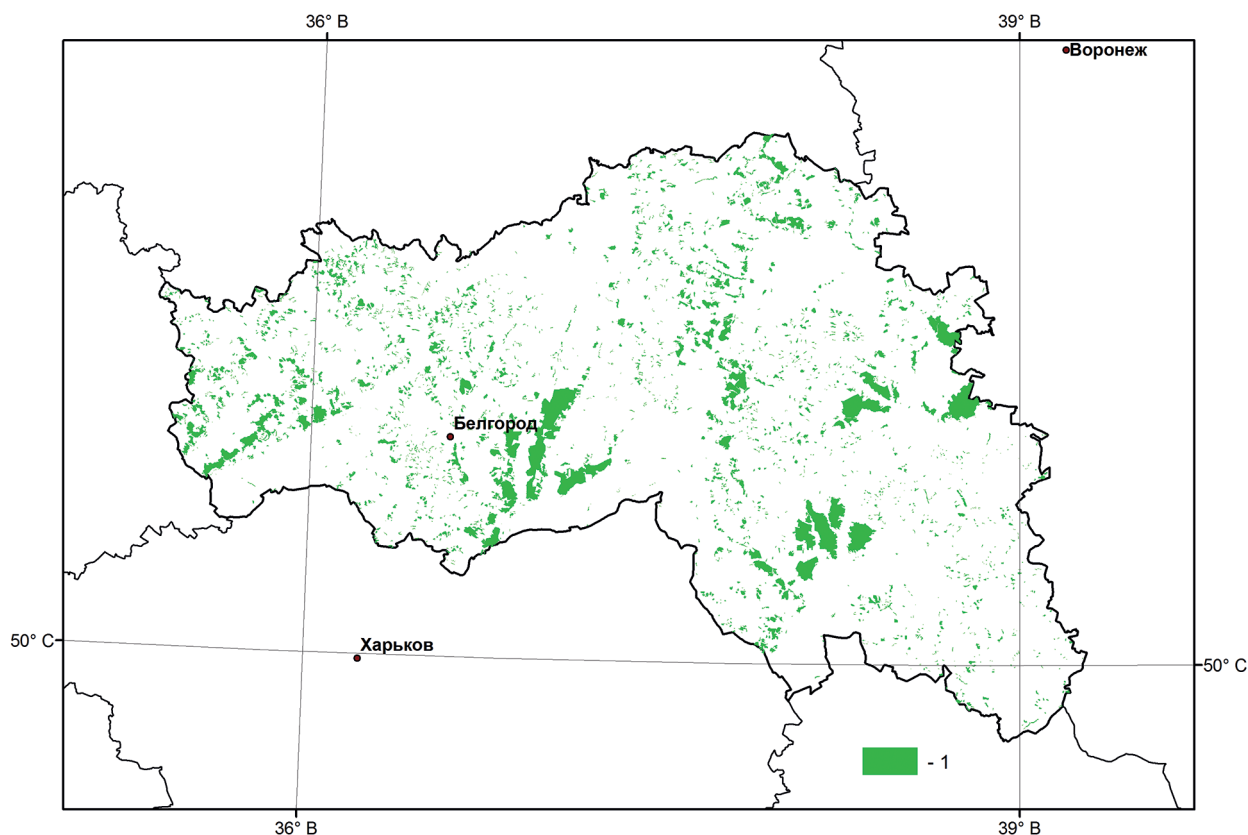 36° В
39° В
Воронеж
Белгород
50° С
Харьков
50° С
- 1
36° В
39° В